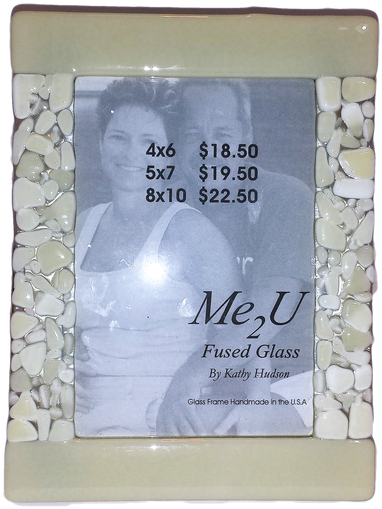 4x6 $18.50
5x7 $19.50
8x10 $22.50
Me2U
Fused Glass
By Kathy Hudson
Glass Frame Handmade in the U.S.A